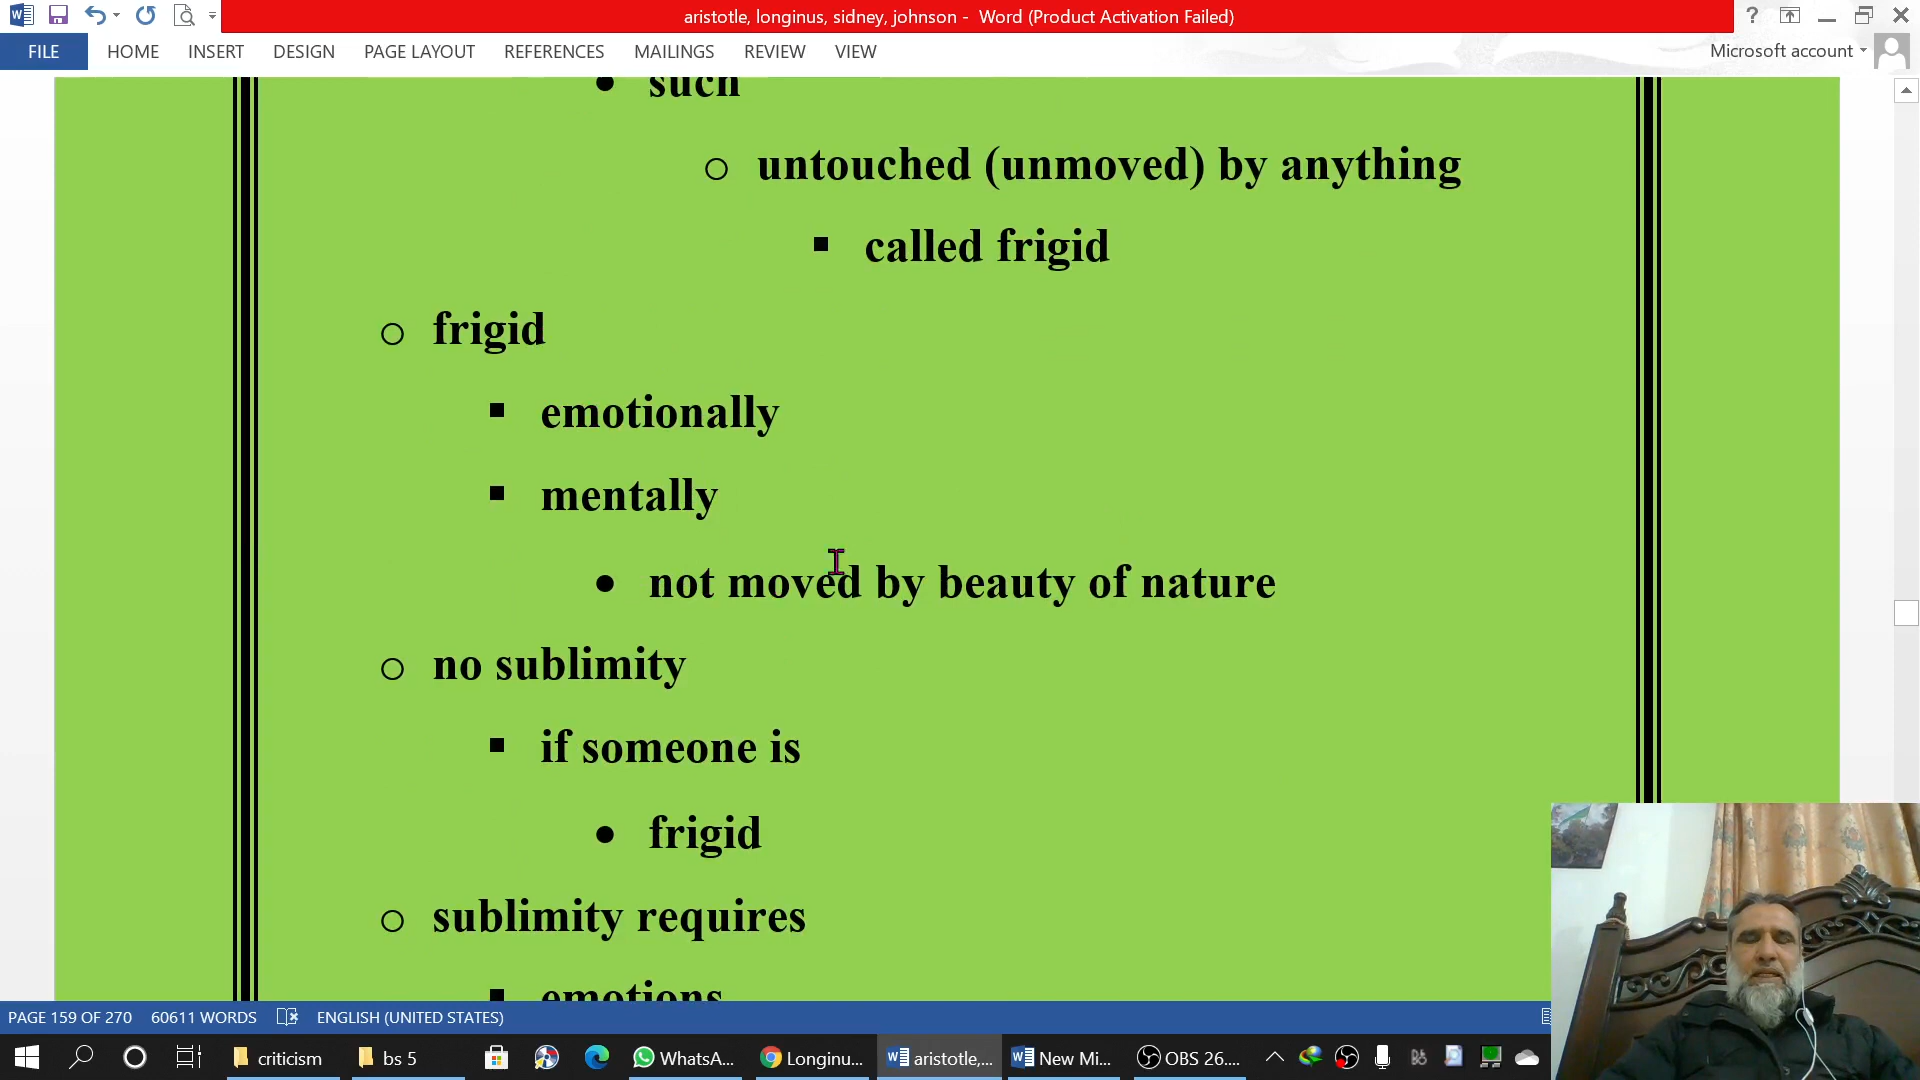 aristotle, longinus, sidney, johnson - Word (Product Activation Failed)
FILE HOME INSERT DESIGN PAGE LAYOUT REFERENCES MAILINGS REVIEW VIEW Microsoft account
• such
o untouched (unmoved) by anything
▪ called frigid
o frigid
▪ emotionally
▪ mentally
• not moved by beauty of nature
o no sublimity
▪ if someone is
• frigid
o sublimity requires
▪ emotions
PAGE 159 OF 270 60611 WORDS ENGLISH (UNITED STATES)
criticism bs 5 WhatsA... Longinu... aristotle,... New Mi... OBS 26....